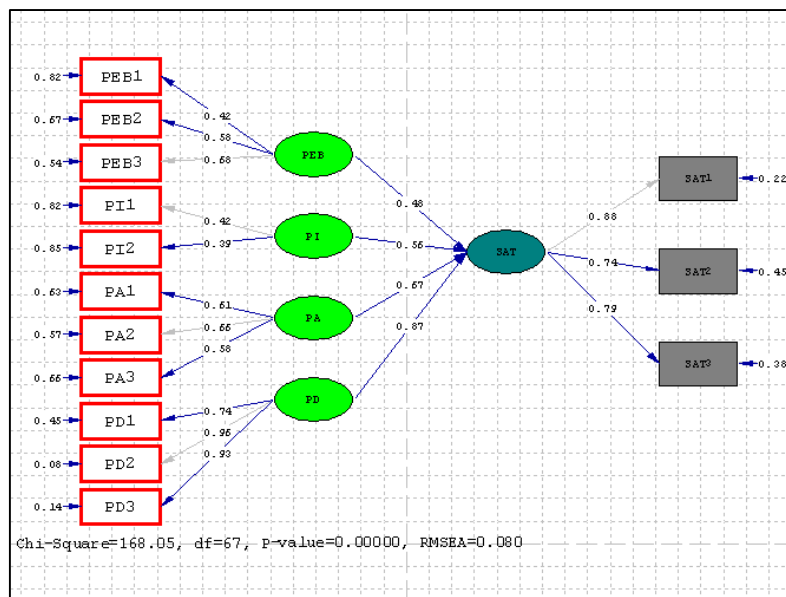 0.82 PEB1
0.42
0.67 PEB2
0.58
PEB
0.54 PEB3
0.68
SAT1 0.22
0.82 PI1
0.48
0.88
0.42
PI
0.56
0.85 PI2
0.39
SAT
0.74
SAT2 0.45
0.63 PA1
0.61
0.67
0.79
0.57 PA2
0.66
PA
0.87
0.66 PA3
0.58
SAT3 0.38
0.45 PD1
0.74
PD
0.08 PD2
0.96
0.93
0.14 PD3
Chi-Square=168.05, df=67, P-value=0.00000, RMSEA=0.080